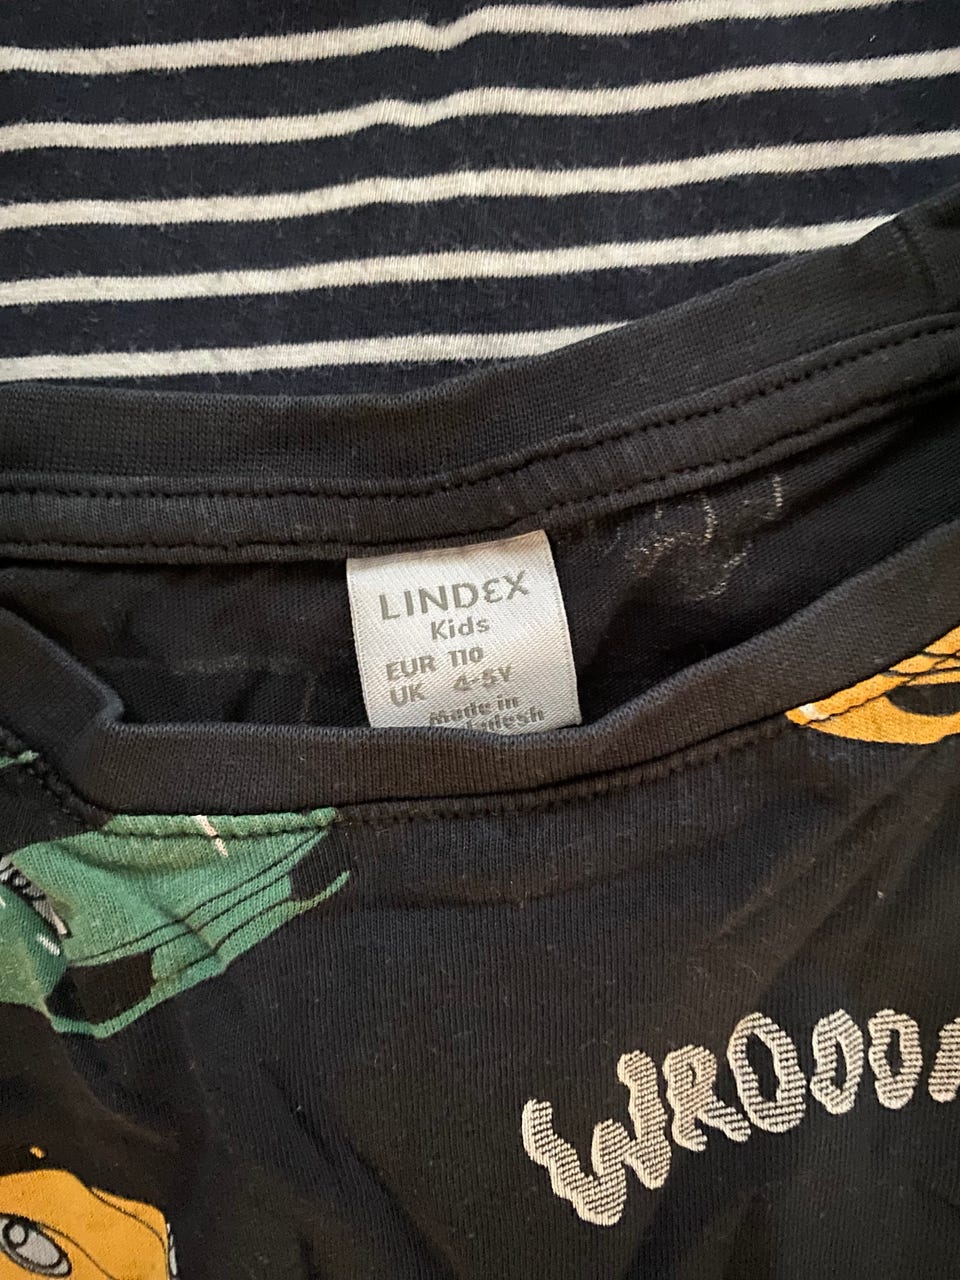 LINDEX
Kids
EUR 110
UK 4-5Y
Made in
WROOO